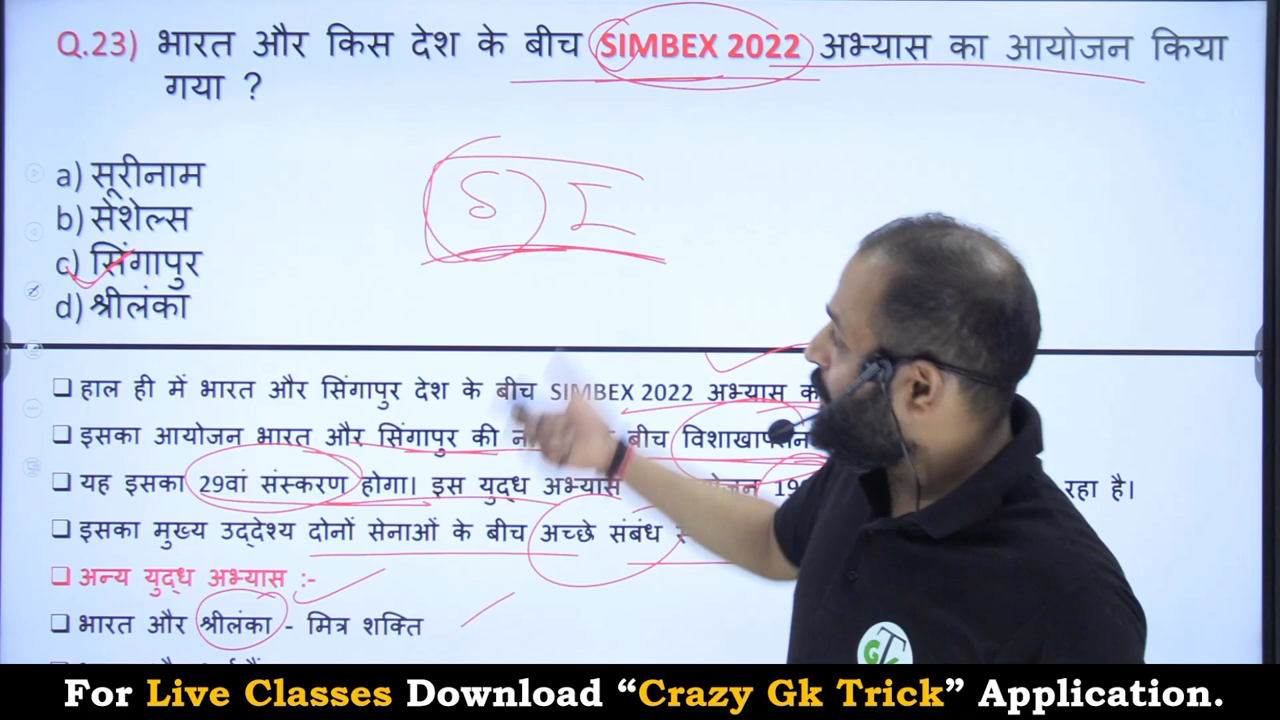 Q.23) भारत और किस देश के बीच SIMBEX 2022 अभ्यास का आयोजन किया
गया ?
S I
a) सूरीनाम
b) सेशेल्स
c) सिंगापुर
d) श्रीलंका
❑ हाल ही में भारत और सिंगापुर देश के बीच SIMBEX 2022 अभ्यास
❑ इसका आयोजन भारत और सिंगापुर की बीच
❑ यह इसका 29वां संस्करण होगा। इस युद्ध अभ्यास रहा है।
❑ इसका मुख्य उद्देश्य दोनों सेनाओं के बीच अच्छे संबंध
❑ अन्य युद्ध अभ्यास :-
❑ भारत और श्रीलंका - मित्र शक्ति
For Live Classes Download “Crazy Gk Trick” Application.